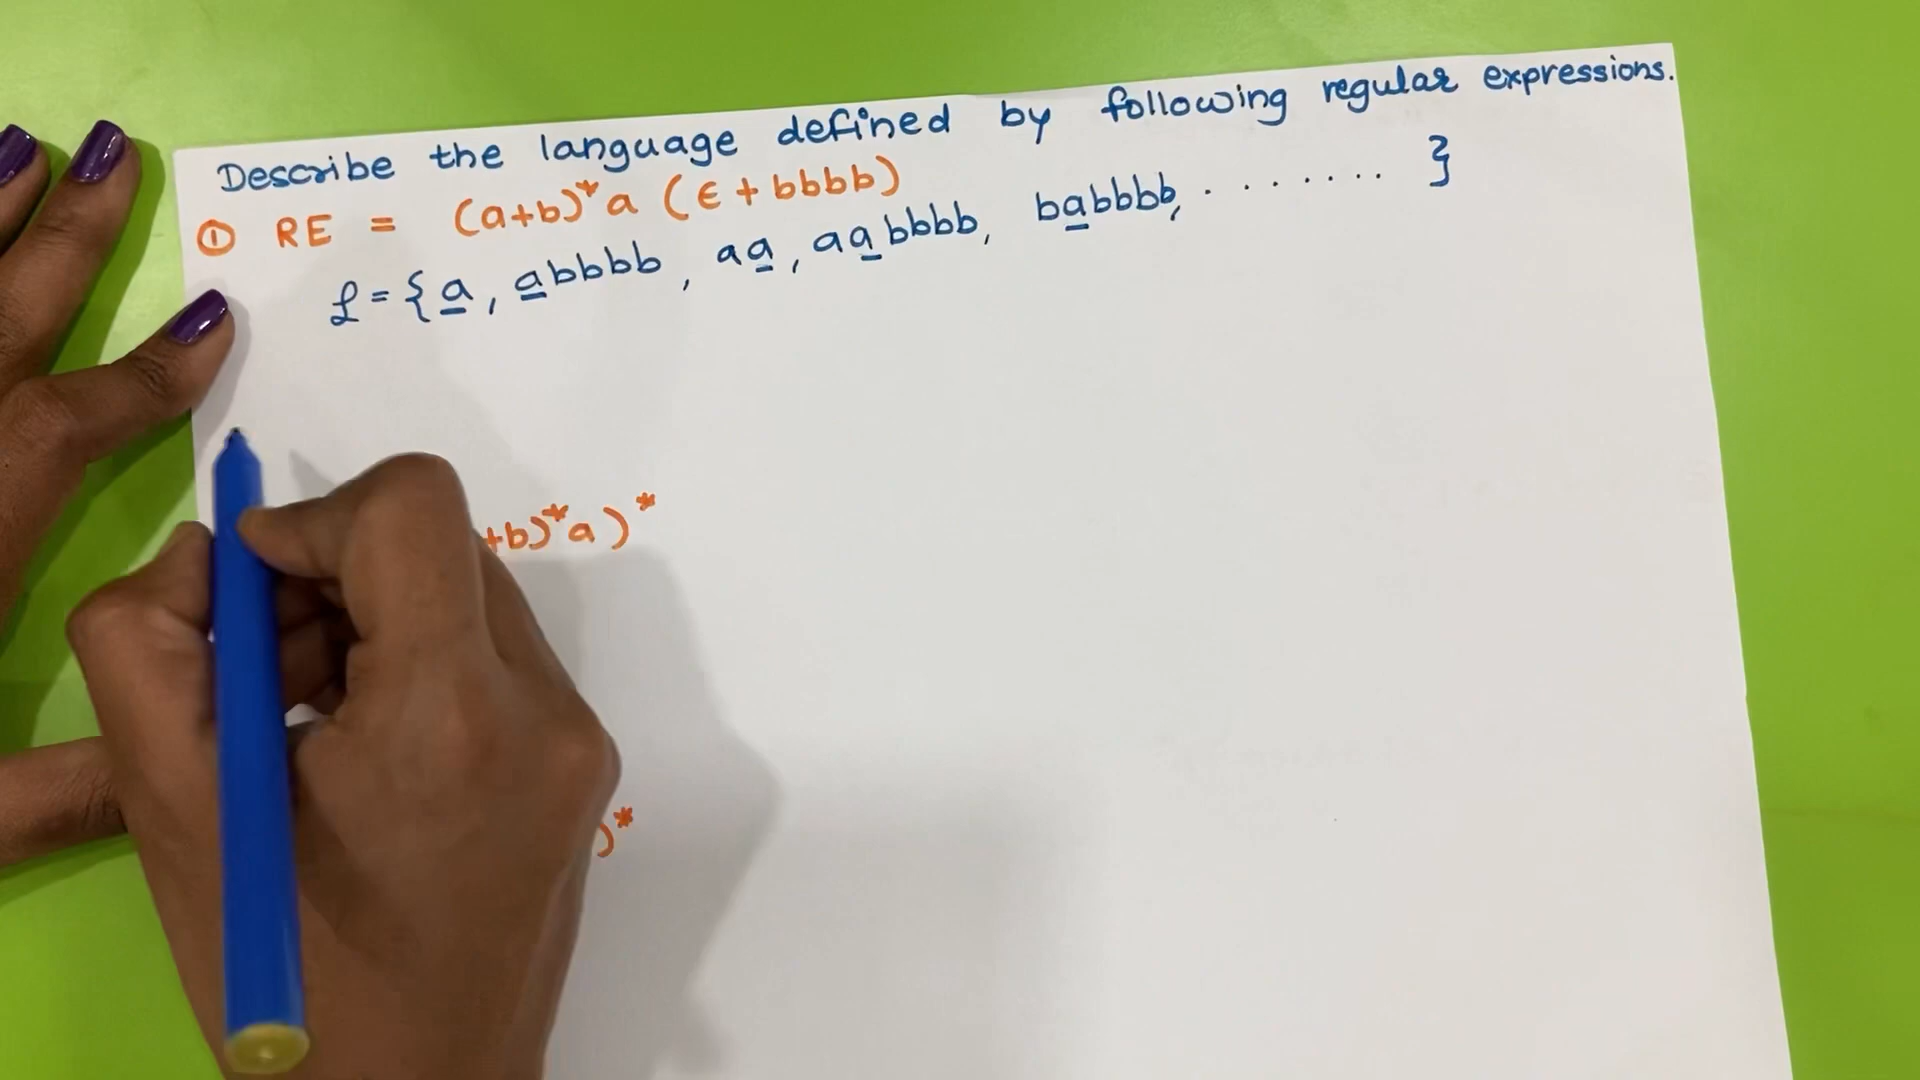 Describe the language defined by following regular expressions.
① RE = (a+b)*a (ϵ + bbbb)
L = { a, abbbb, aa, aabbbb, babbbb, ........ }
+b)*a )*
)*